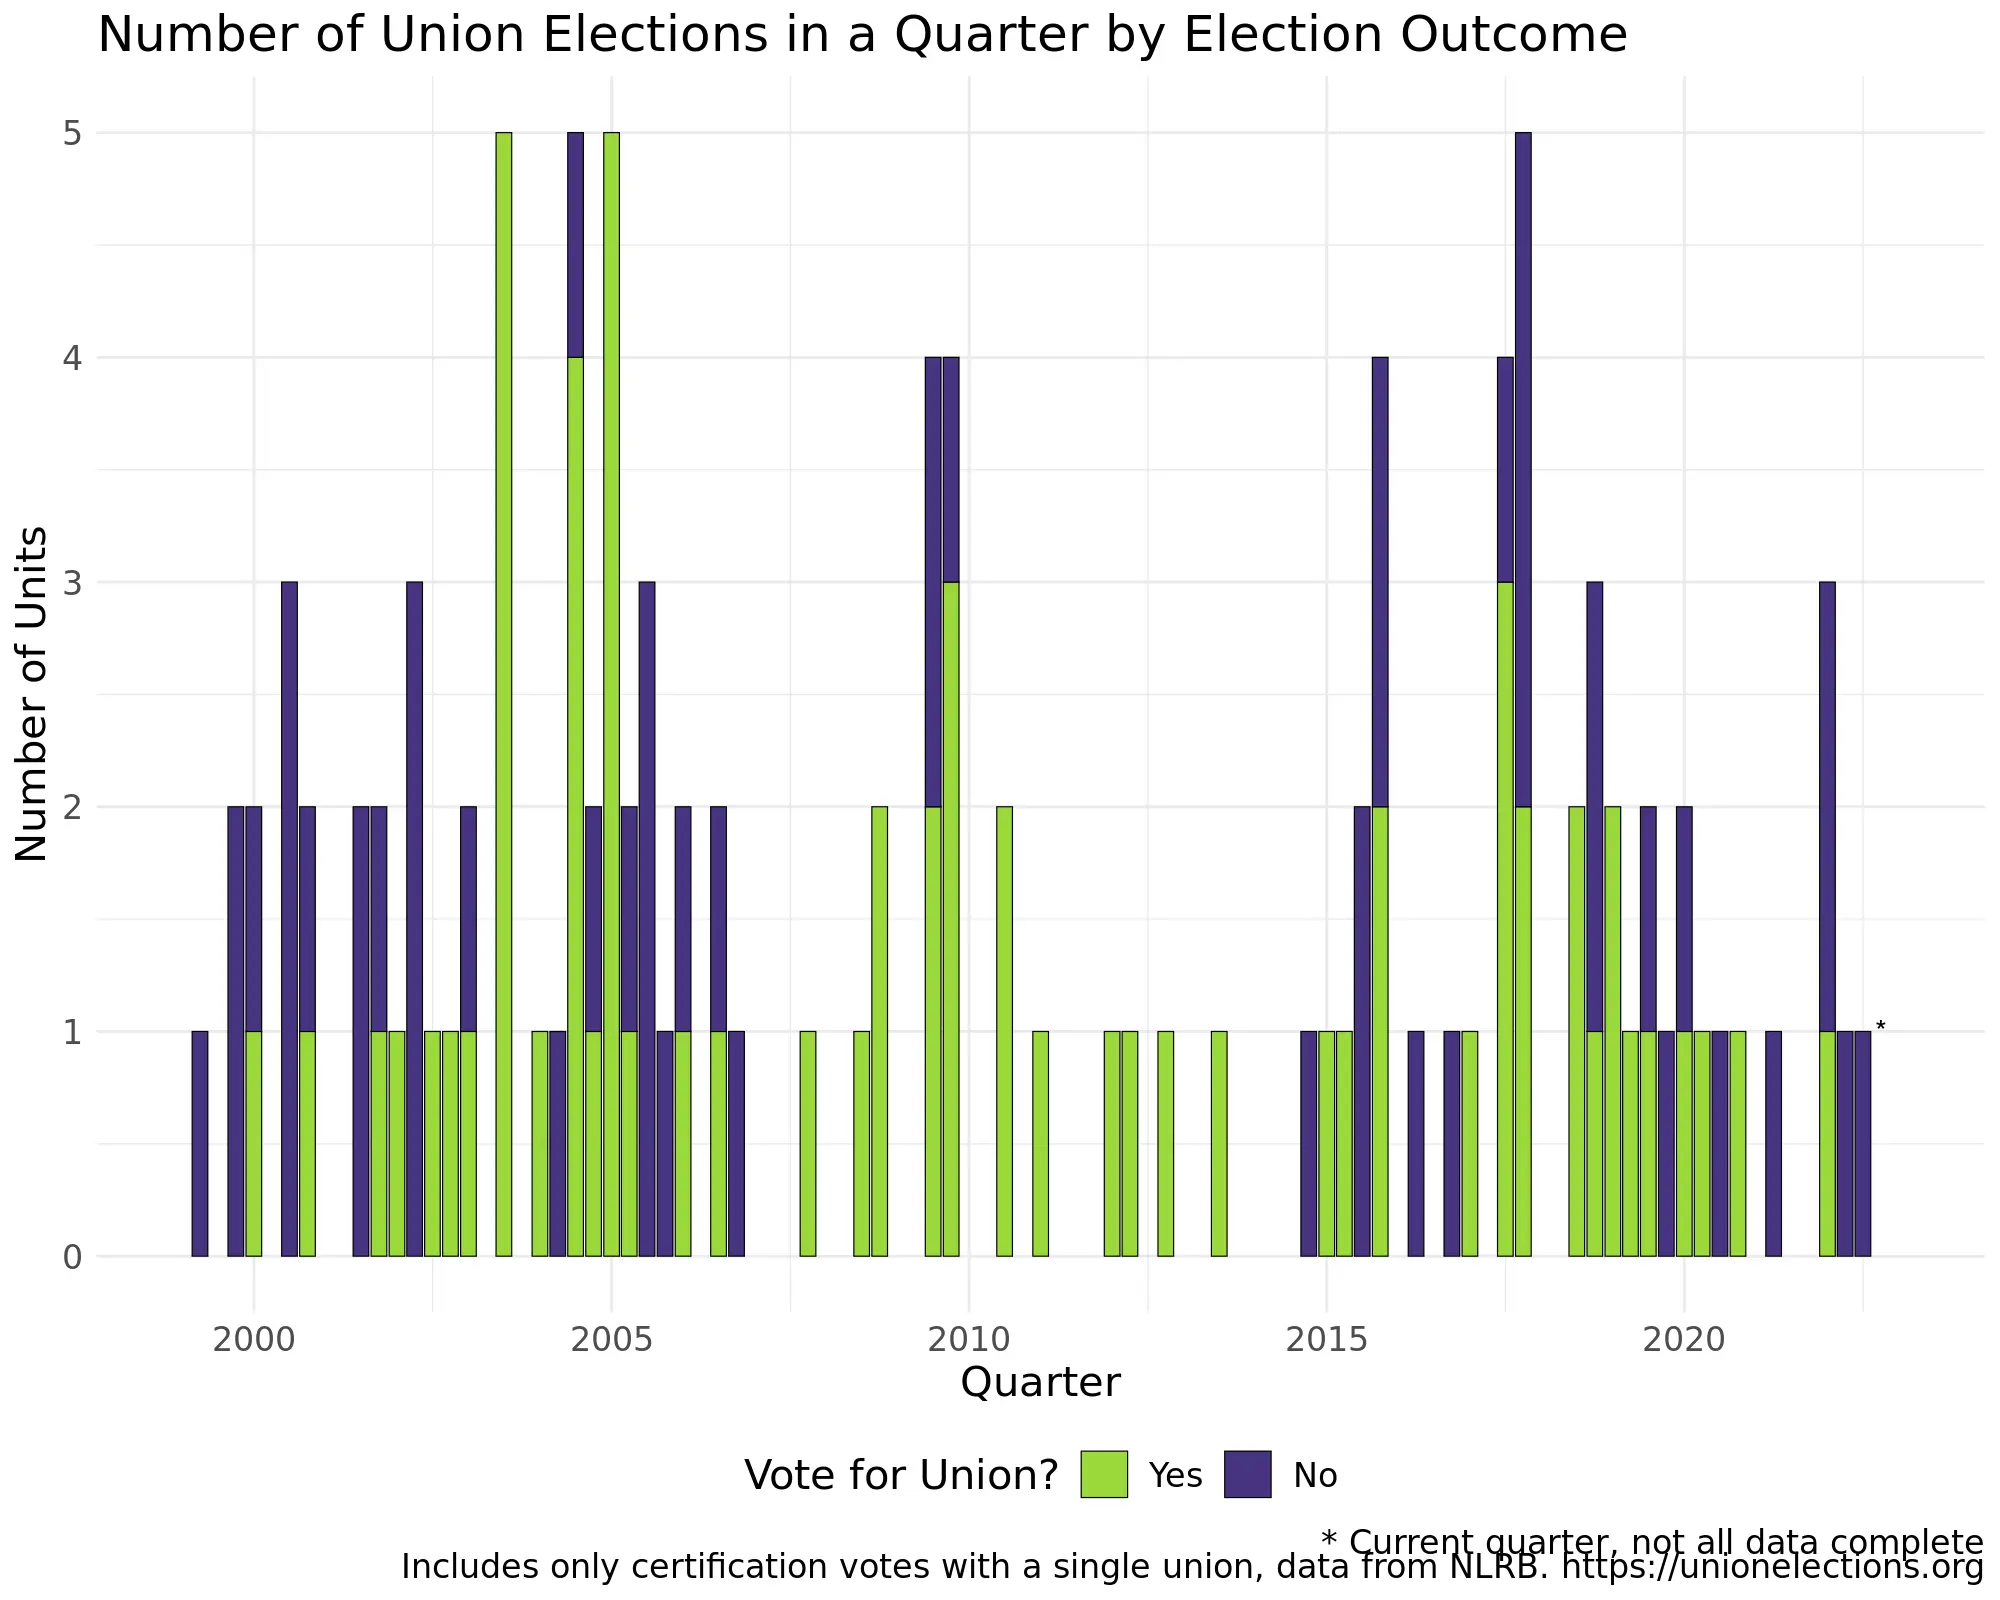 Number of Union Elections in a Quarter by Election Outcome
Number of Units
5
4
3
2
1
0
*
2000 2005 2010 2015 2020
Quarter
Vote for Union? Yes No
* Current quarter, not all data complete
Includes only certification votes with a single union, data from NLRB. https://unionelections.org